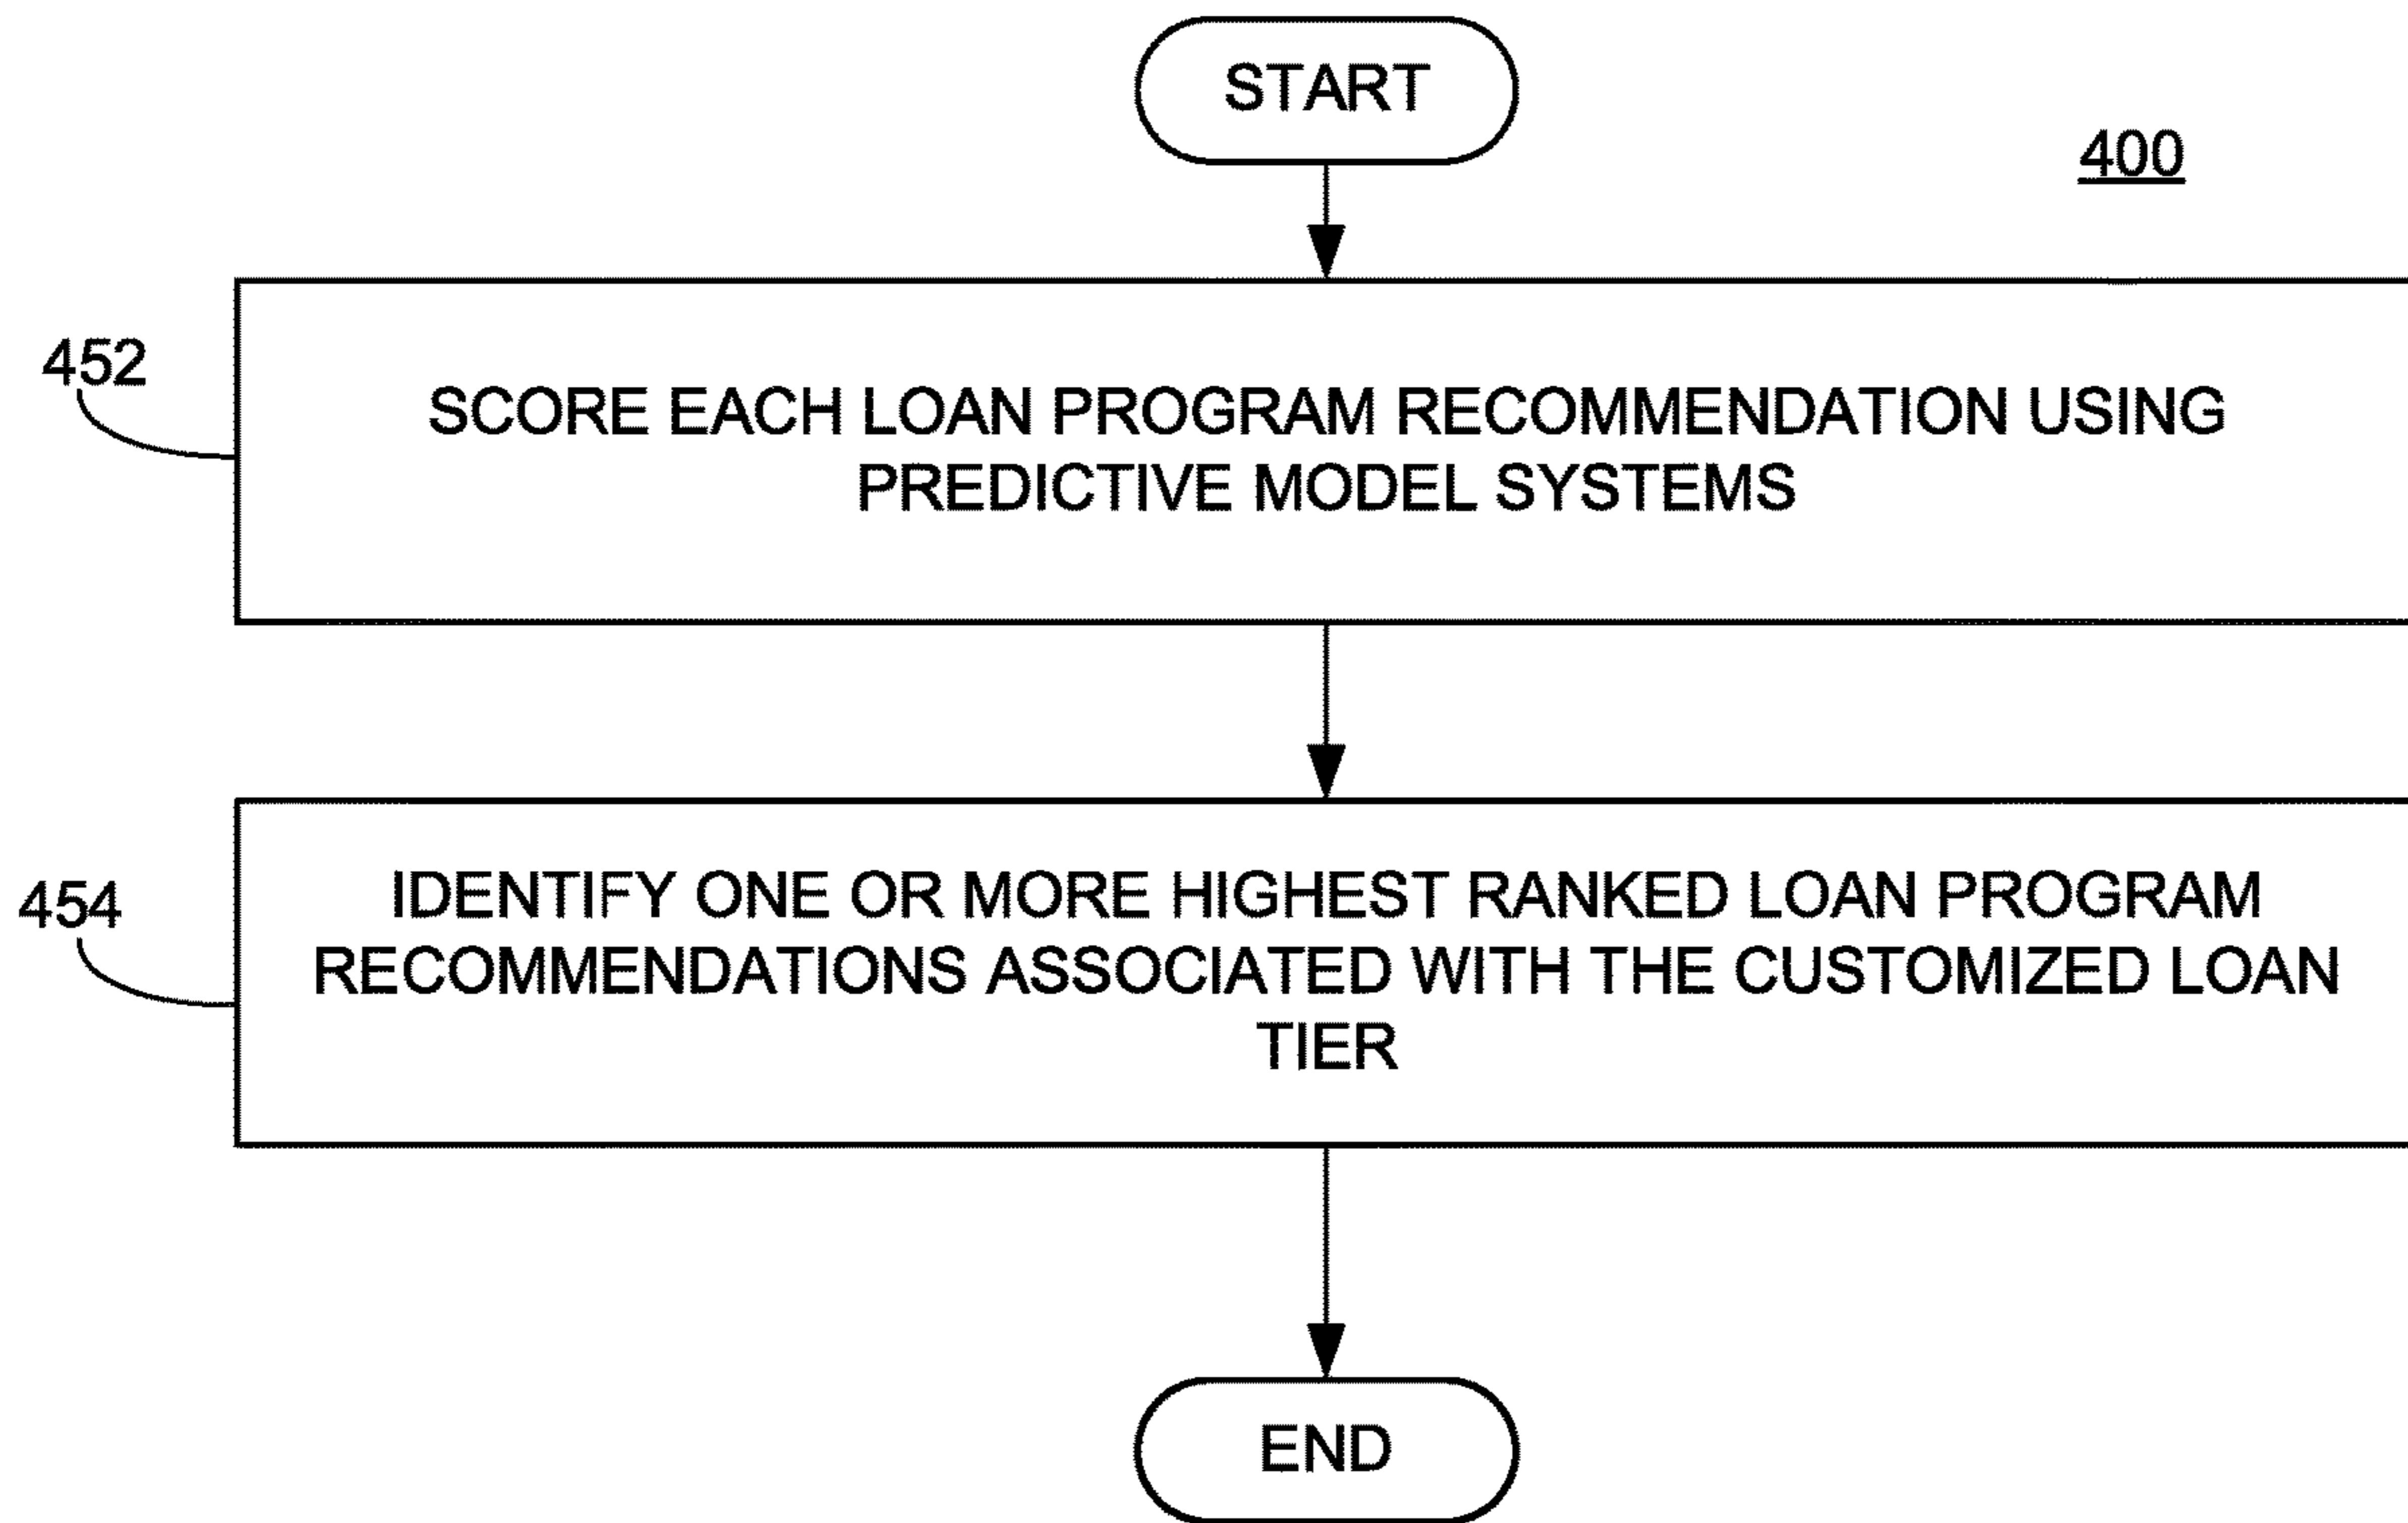 START
400
452
SCORE EACH LOAN PROGRAM RECOMMENDATION USING
PREDICTIVE MODEL SYSTEMS
454
IDENTIFY ONE OR MORE HIGHEST RANKED LOAN PROGRAM
RECOMMENDATIONS ASSOCIATED WITH THE CUSTOMIZED LOAN
TIER
END